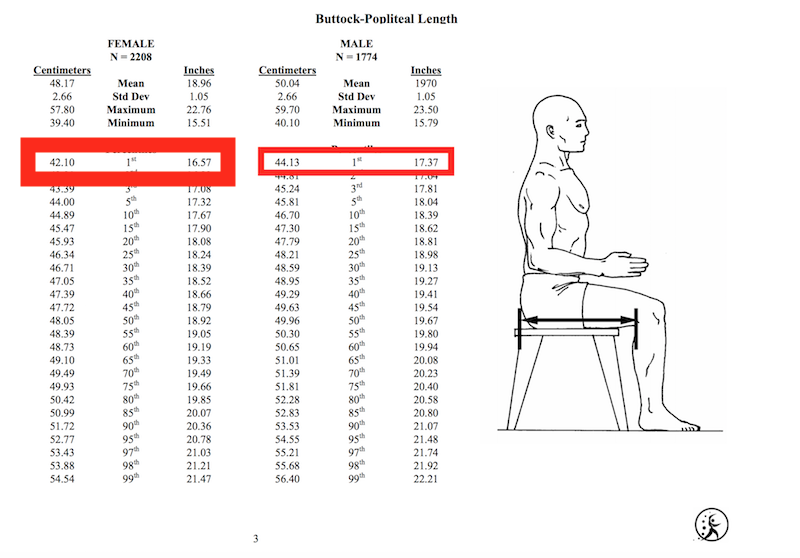 Buttock-Popliteal Length
FEMALE MALE
N = 2208 N = 1774
Centimeters Inches Centimeters Inches
48.17 Mean 18.96 50.04 Mean 1970
2.66 Std Dev 1.05 2.66 Std Dev 1.05
57.80 Maximum 22.76 59.70 Maximum 23.50
39.40 Minimum 15.51 40.10 Minimum 15.79
42.10 1st 16.57 44.13 1st 17.37
44.81 2
43.39 3rd 17.08 45.24 3rd 17.81
44.00 5th 17.32 45.81 5th 18.04
44.89 10th 17.67 46.70 10th 18.39
45.47 15th 17.90 47.30 15th 18.62
45.93 20th 18.08 47.79 20th 18.81
46.34 25th 18.24 48.21 25th 18.98
46.71 30th 18.39 48.59 30th 19.13
47.05 35th 18.52 48.95 35th 19.27
47.39 40th 18.66 49.29 40th 19.41
47.72 45th 18.79 49.63 45th 19.54
48.05 50th 18.92 49.96 50th 19.67
48.39 55th 19.05 50.30 55th 19.80
48.73 60th 19.19 50.65 60th 19.94
49.10 65th 19.33 51.01 65th 20.08
49.49 70th 19.49 51.39 70th 20.23
49.93 75th 19.66 51.81 75th 20.40
50.42 80th 19.85 52.28 80th 20.58
50.99 85th 20.07 52.83 85th 20.80
51.72 90th 20.36 53.53 90th 21.07
52.77 95th 20.78 54.55 95th 21.48
53.43 97th 21.03 55.21 97th 21.74
53.88 98th 21.21 55.68 98th 21.92
54.54 99th 21.47 56.40 99th 22.21
3